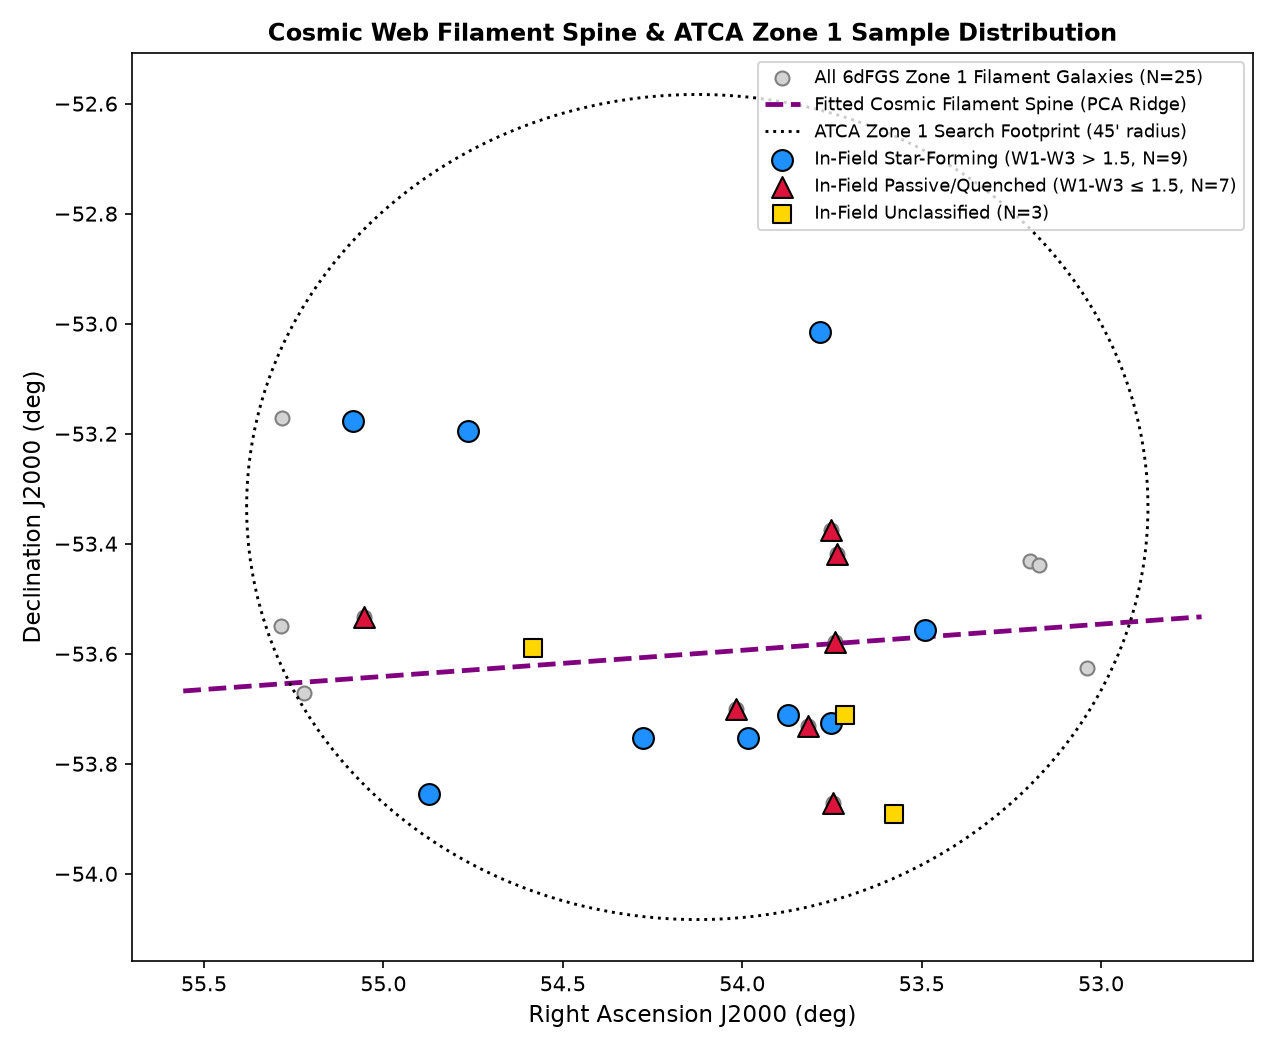 Cosmic Web Filament Spine & ATCA Zone 1 Sample Distribution
All 6dFGS Zone 1 Filament Galaxies (N=25)
Fitted Cosmic Filament Spine (PCA Ridge)
ATCA Zone 1 Search Footprint (45' radius)
In-Field Star-Forming (W1-W3 > 1.5, N=9)
In-Field Passive/Quenched (W1-W3 ≤ 1.5, N=7)
In-Field Unclassified (N=3)
Declination J2000 (deg)
−52.6
−52.8
−53.0
−53.2
−53.4
−53.6
−53.8
−54.0
55.5 55.0 54.5 54.0 53.5 53.0
Right Ascension J2000 (deg)